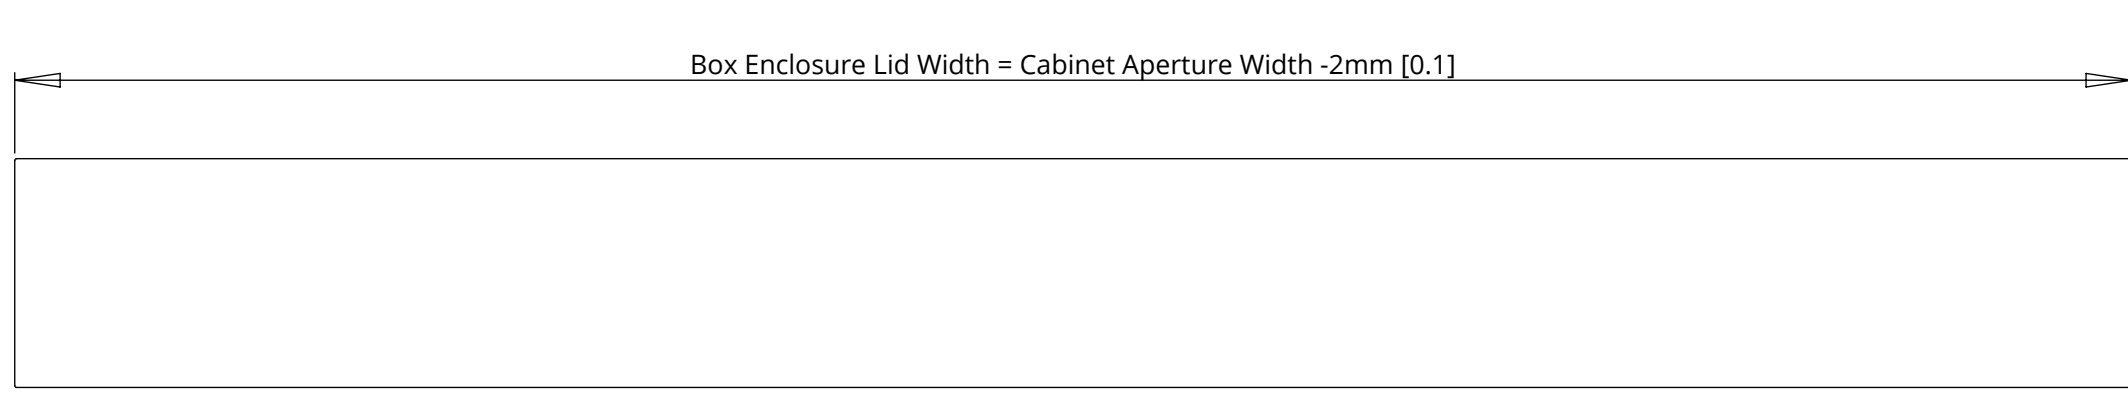 Box Enclosure Lid Width = Cabinet Aperture Width -2mm [0.1]